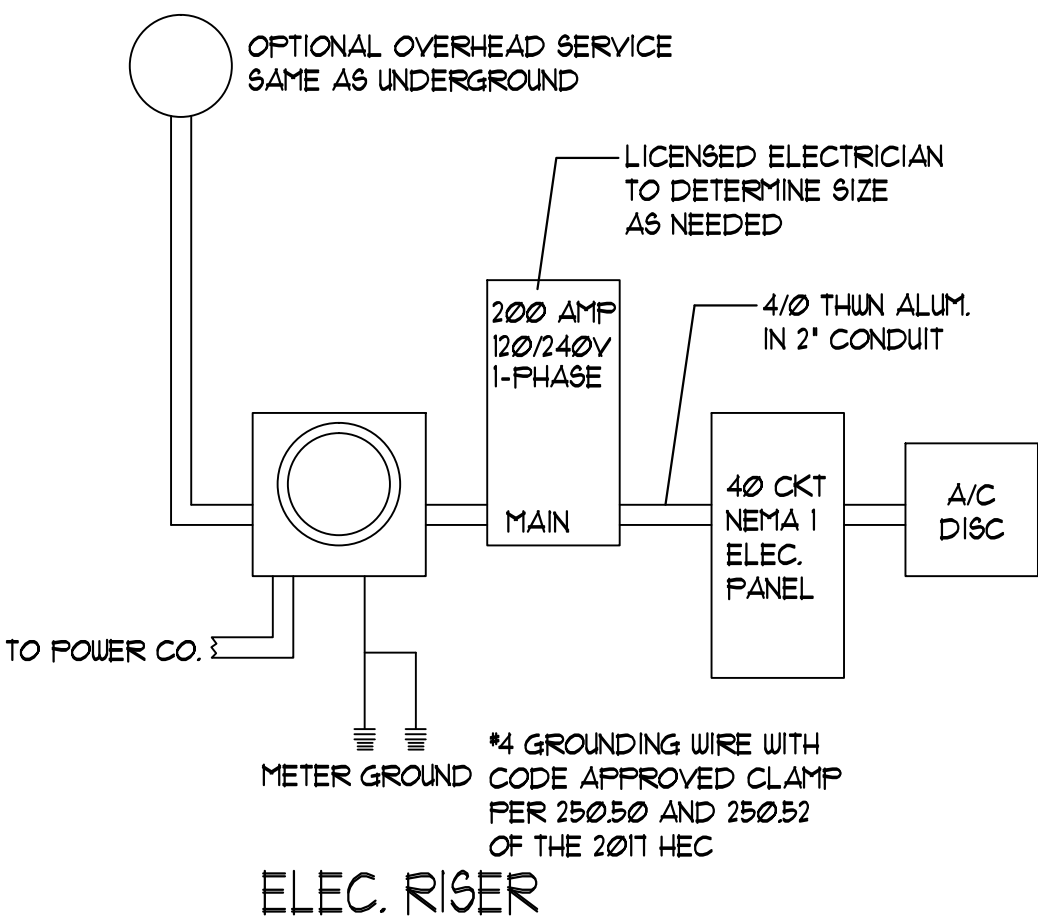 OPTIONAL OVERHEAD SERVICE
SAME AS UNDERGROUND
LICENSED ELECTRICIAN
TO DETERMINE SIZE
AS NEEDED
200 AMP
120/240V
1-PHASE
MAIN
4/0 THWN ALUM.
IN 2" CONDUIT
40 CKT
NEMA 1
ELEC.
PANEL
A/C
DISC
TO POWER CO.
METER GROUND
#4 GROUNDING WIRE WITH
CODE APPROVED CLAMP
PER 250.50 AND 250.52
OF THE 2017 HEC
ELEC. RISER